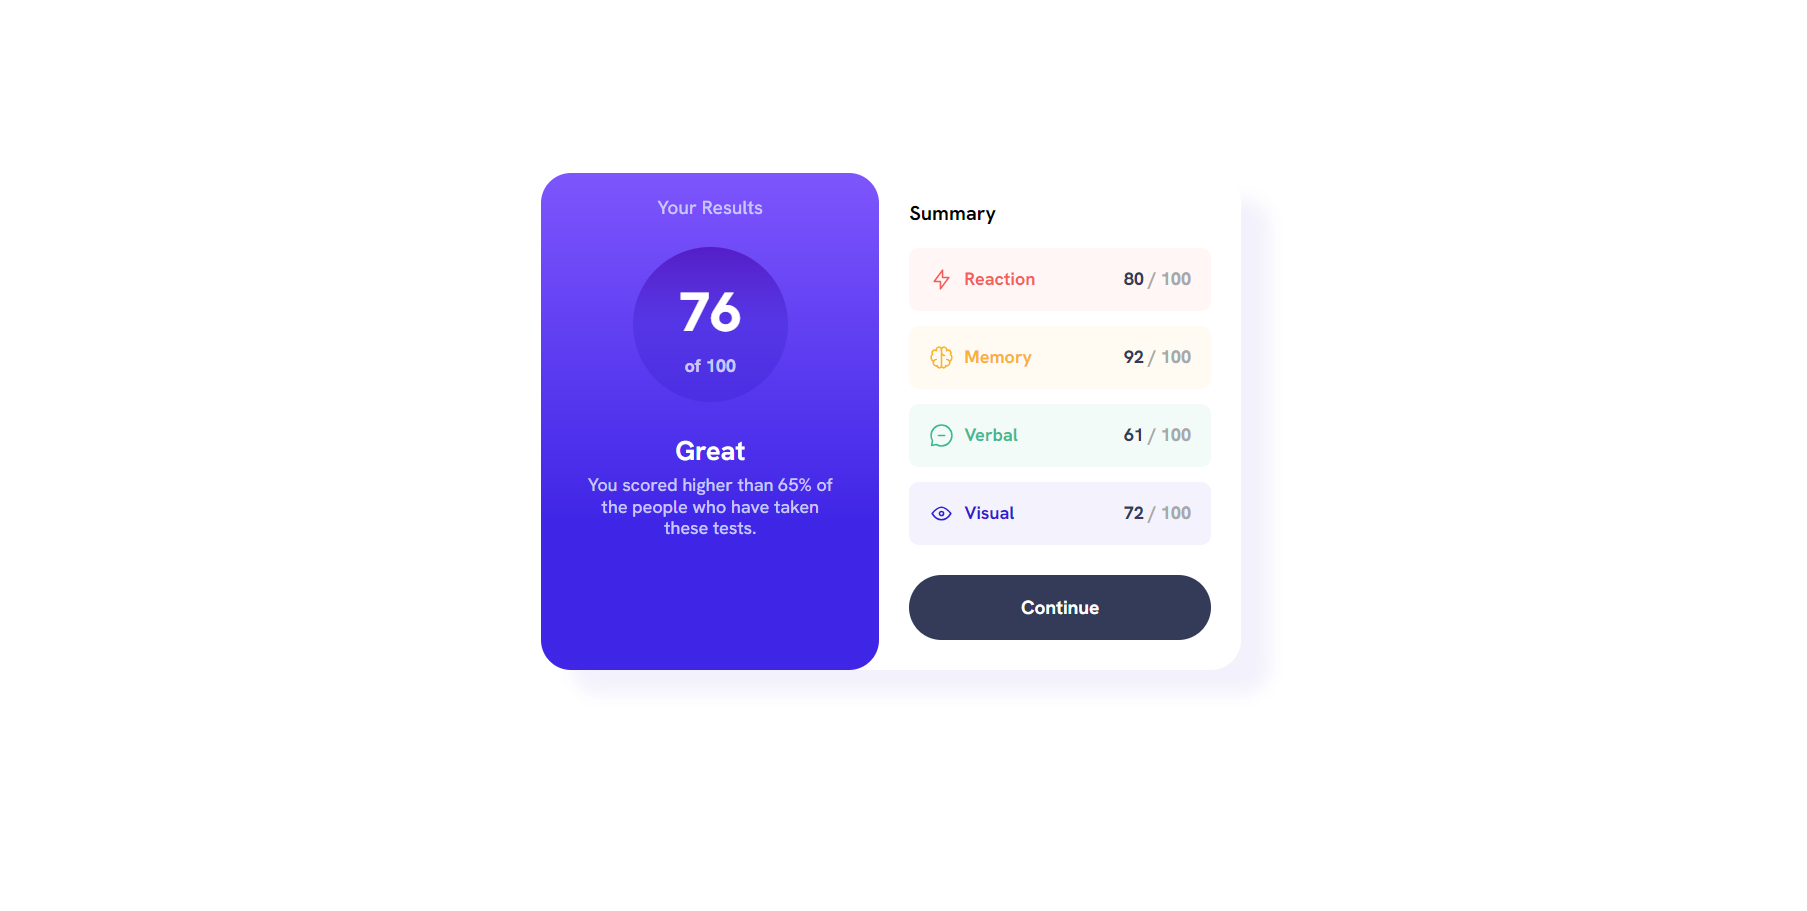 Your Results
76
of 100
Great
You scored higher than 65% of
the people who have taken
these tests.
Summary
Reaction 80 / 100
Memory 92 / 100
Verbal 61 / 100
Visual 72 / 100
Continue